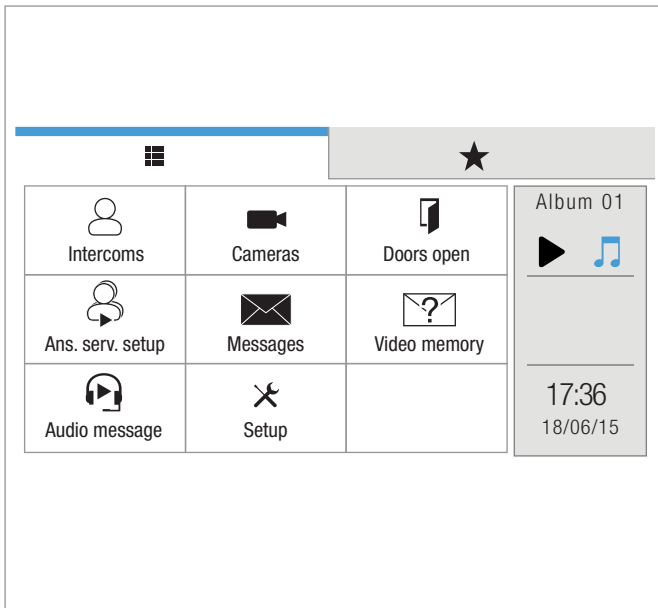 Album 01
Intercoms
Cameras
Doors open
Ans. serv. setup
Messages
Video memory
Audio message
Setup
17:36
18/06/15